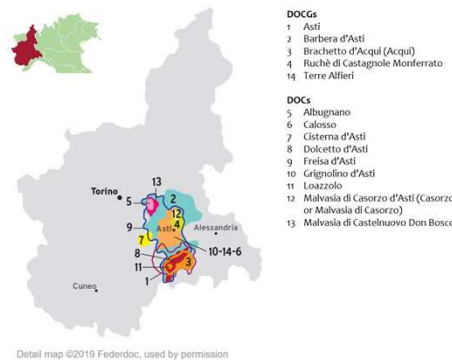 DOCGs
1 Asti
2 Barbera d'Asti
3 Brachetto d'Acqui (Acqui)
4 Ruchè di Castagnole Monferrato
14 Terre Alfieri
DOCs
5 Albugnano
6 Calosso
7 Cisterna d'Asti
8 Dolcetto d'Asti
9 Freisa d'Asti
10 Grignolino d'Asti
11 Loazzolo
12 Malvasia di Casorzo d'Asti (Casorzo
or Malvasia di Casorzo)
13 Malvasia di Castelnuovo Don Bosco
13
Torino
5
2
12
9
Asti
4
Alessandria
7
10-14-6
8
3
11
Cuneo
1
Detail map ©2019 Federdoc, used by permission